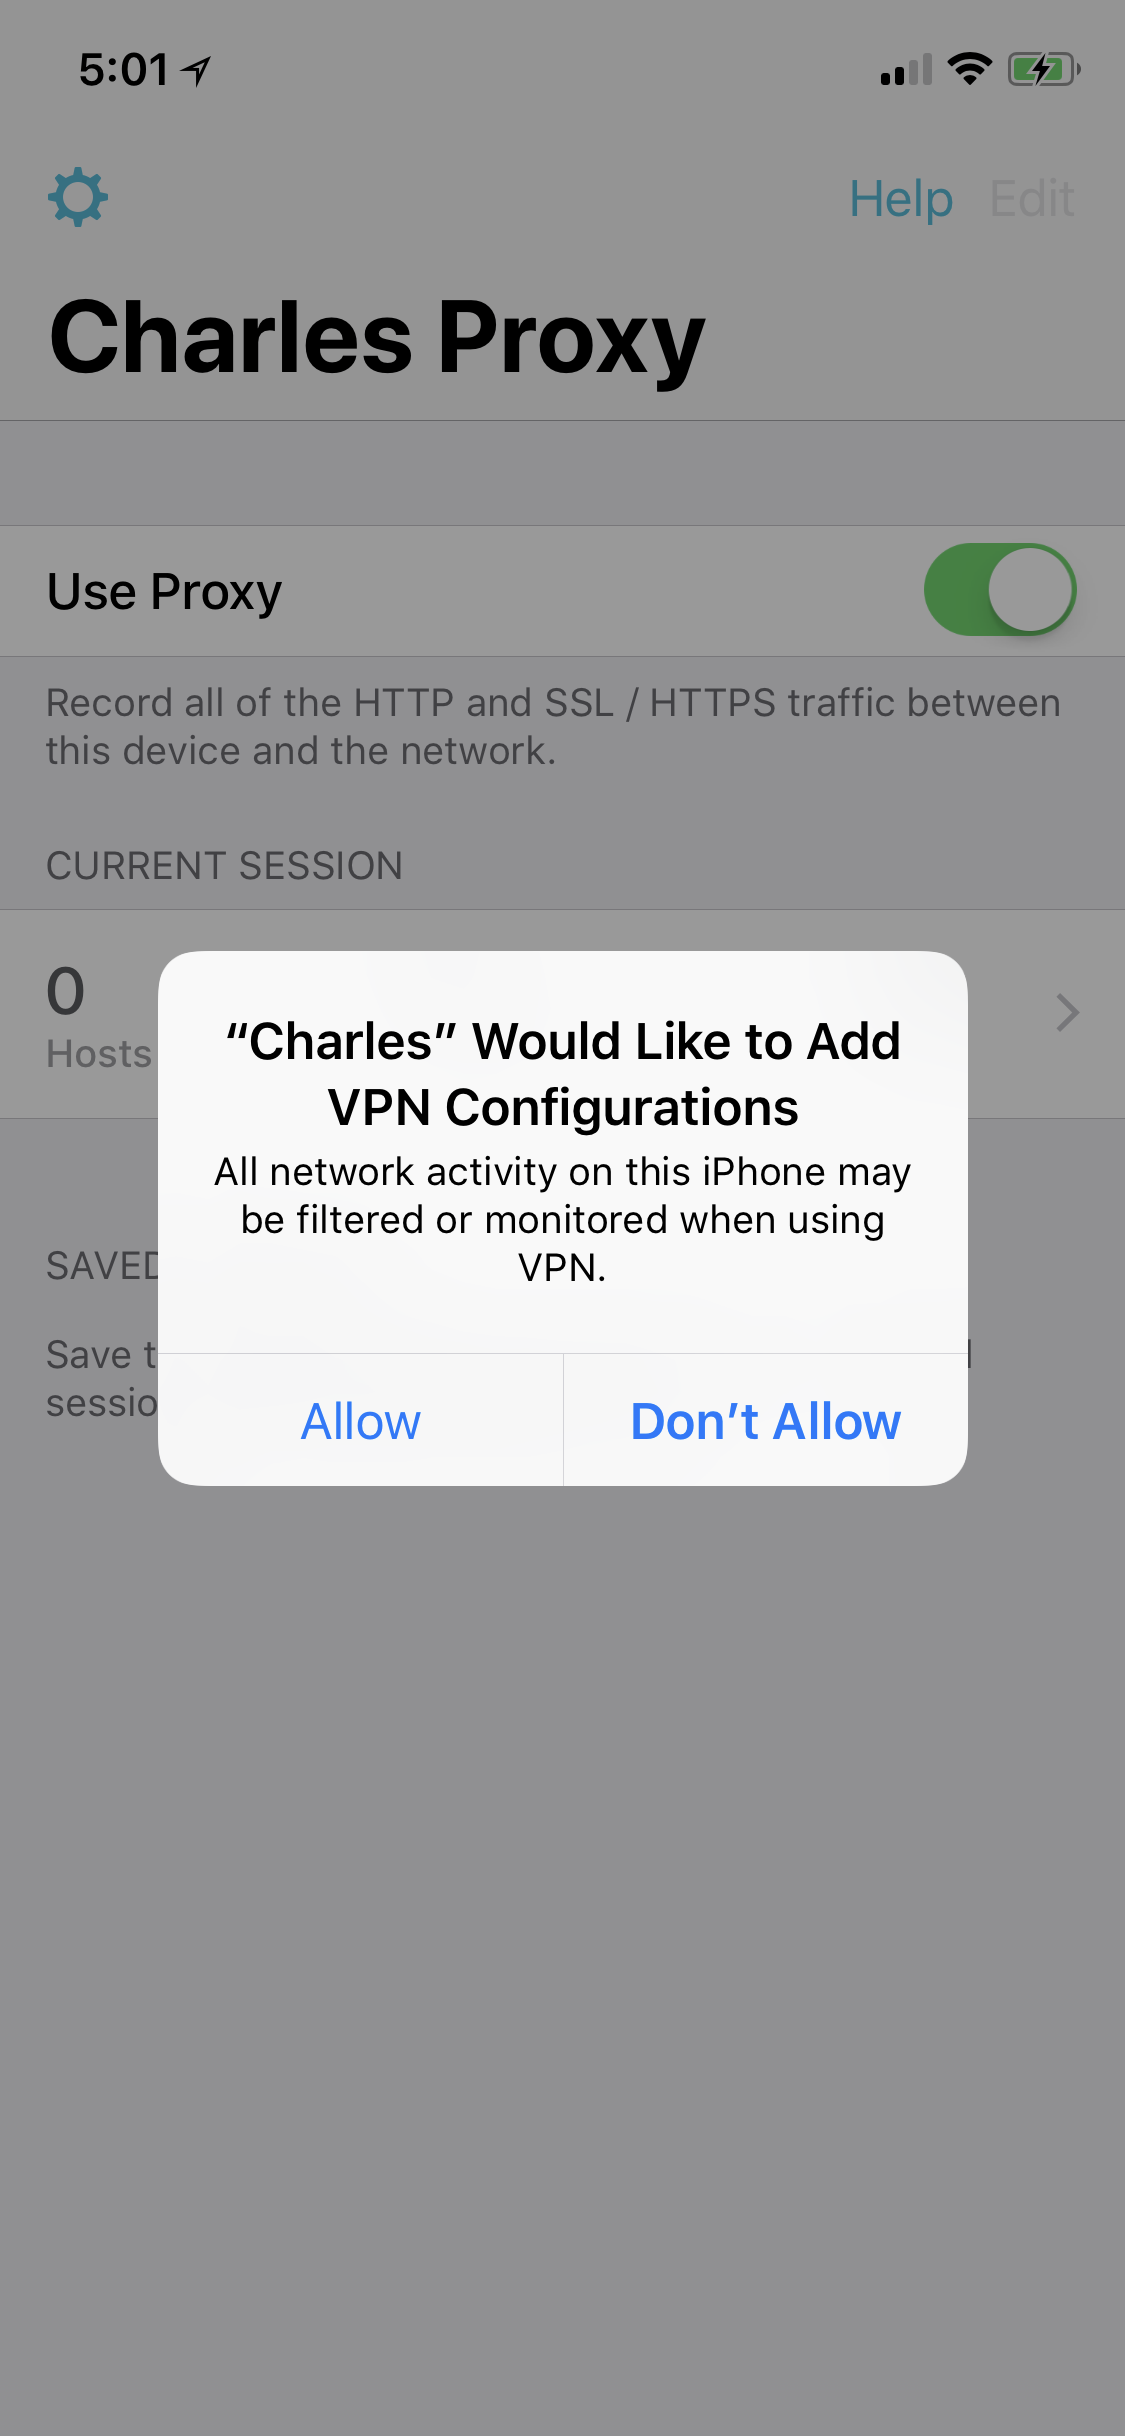 5:01
Help Edit
Charles Proxy
Use Proxy
Record all of the HTTP and SSL / HTTPS traffic between
this device and the network.
CURRENT SESSION
0
Hosts
“Charles” Would Like to Add
VPN Configurations
All network activity on this iPhone may
be filtered or monitored when using
VPN.
Allow
Don’t Allow
SAVED
Save